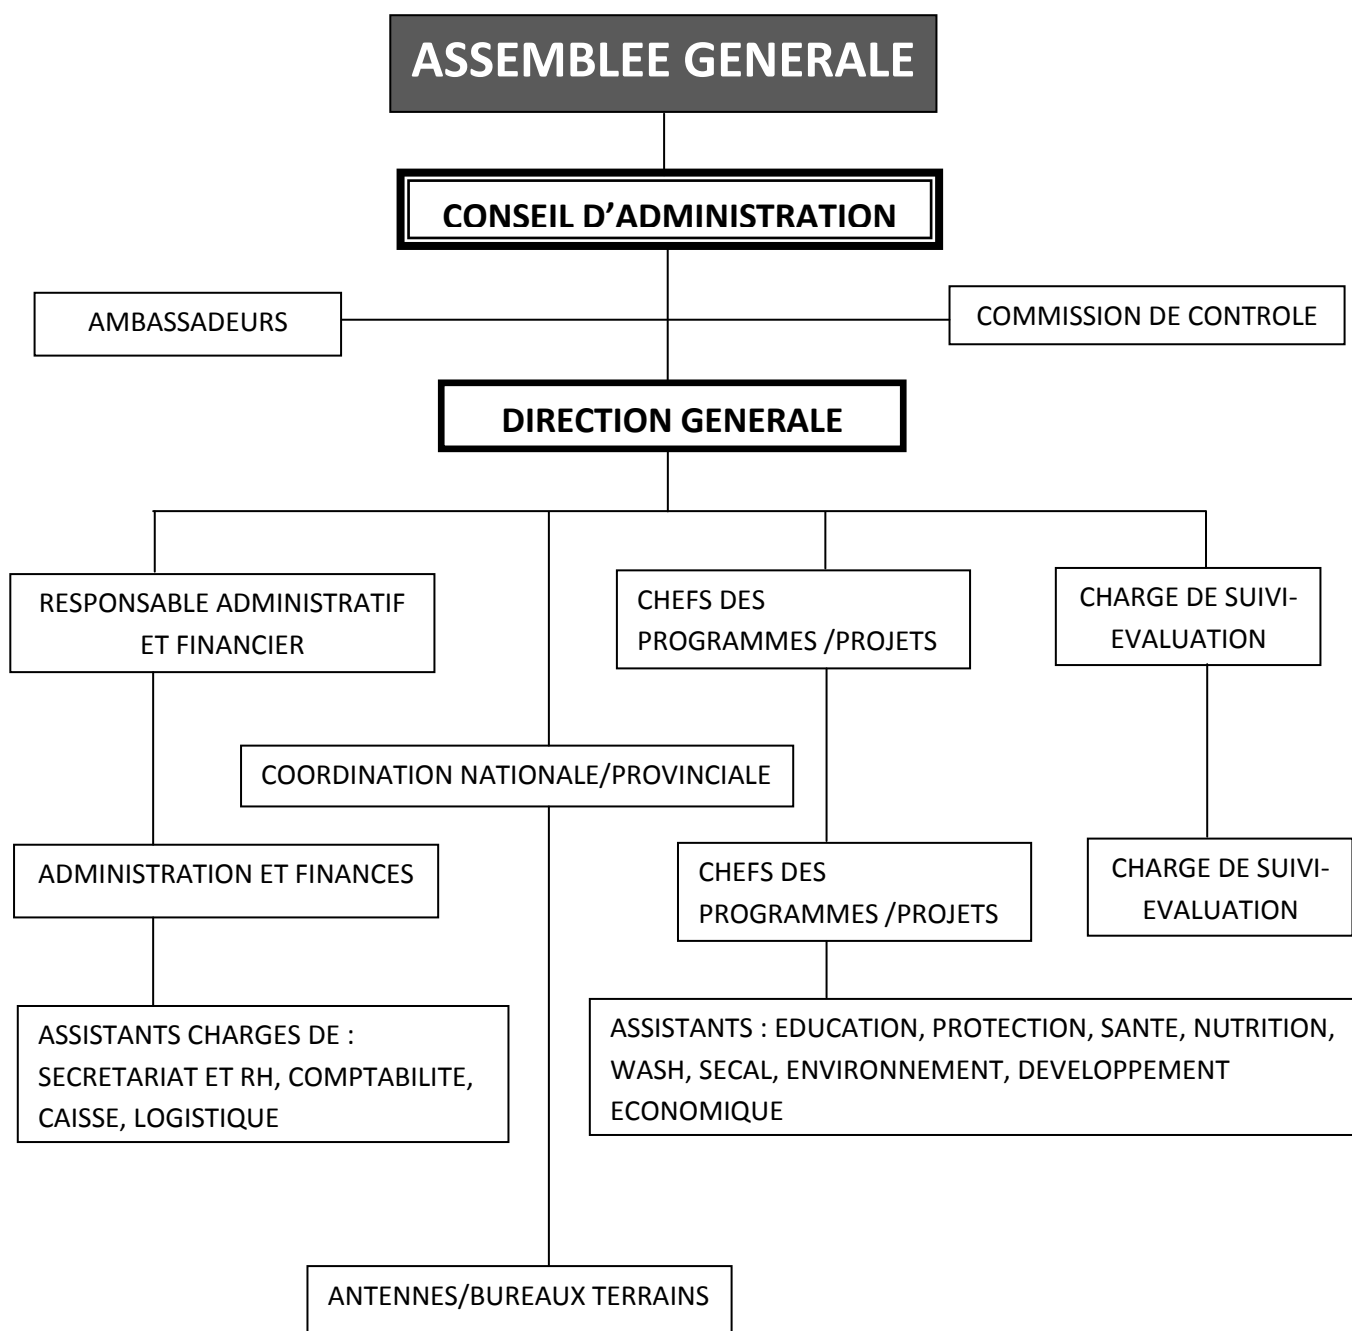 ASSEMBLEE GENERALE
CONSEIL D’ADMINISTRATION
AMBASSADEURS
COMMISSION DE CONTROLE
DIRECTION GENERALE
RESPONSABLE ADMINISTRATIF
ET FINANCIER
CHEFS DES
PROGRAMMES /PROJETS
CHARGE DE SUIVI-
EVALUATION
COORDINATION NATIONALE/PROVINCIALE
ADMINISTRATION ET FINANCES
CHEFS DES
PROGRAMMES /PROJETS
CHARGE DE SUIVI-
EVALUATION
ASSISTANTS CHARGES DE :
SECRETARIAT ET RH, COMPTABILITE,
CAISSE, LOGISTIQUE
ASSISTANTS : EDUCATION, PROTECTION, SANTE, NUTRITION,
WASH, SECAL, ENVIRONNEMENT, DEVELOPPEMENT
ECONOMIQUE
ANTENNES/BUREAUX TERRAINS